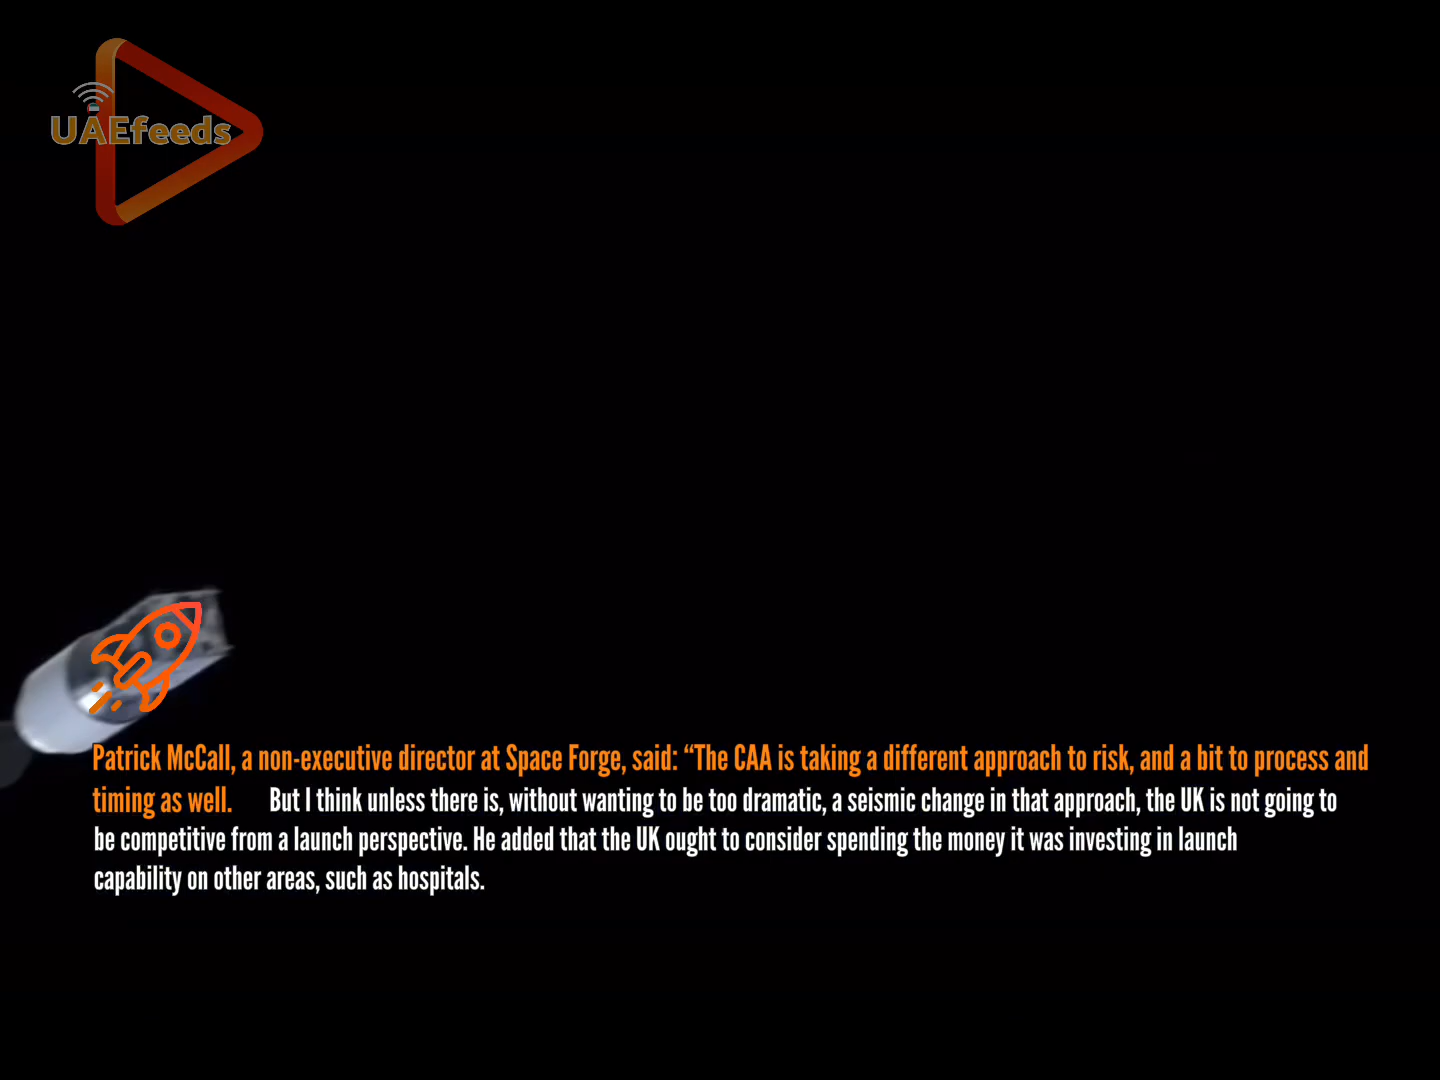 UAEfeeds
Patrick McCall, a non-executive director at Space Forge, said: “The CAA is taking a different approach to risk, and a bit to process and
timing as well. But I think unless there is, without wanting to be too dramatic, a seismic change in that approach, the UK is not going to
be competitive from a launch perspective. He added that the UK ought to consider spending the money it was investing in launch
capability on other areas, such as hospitals.